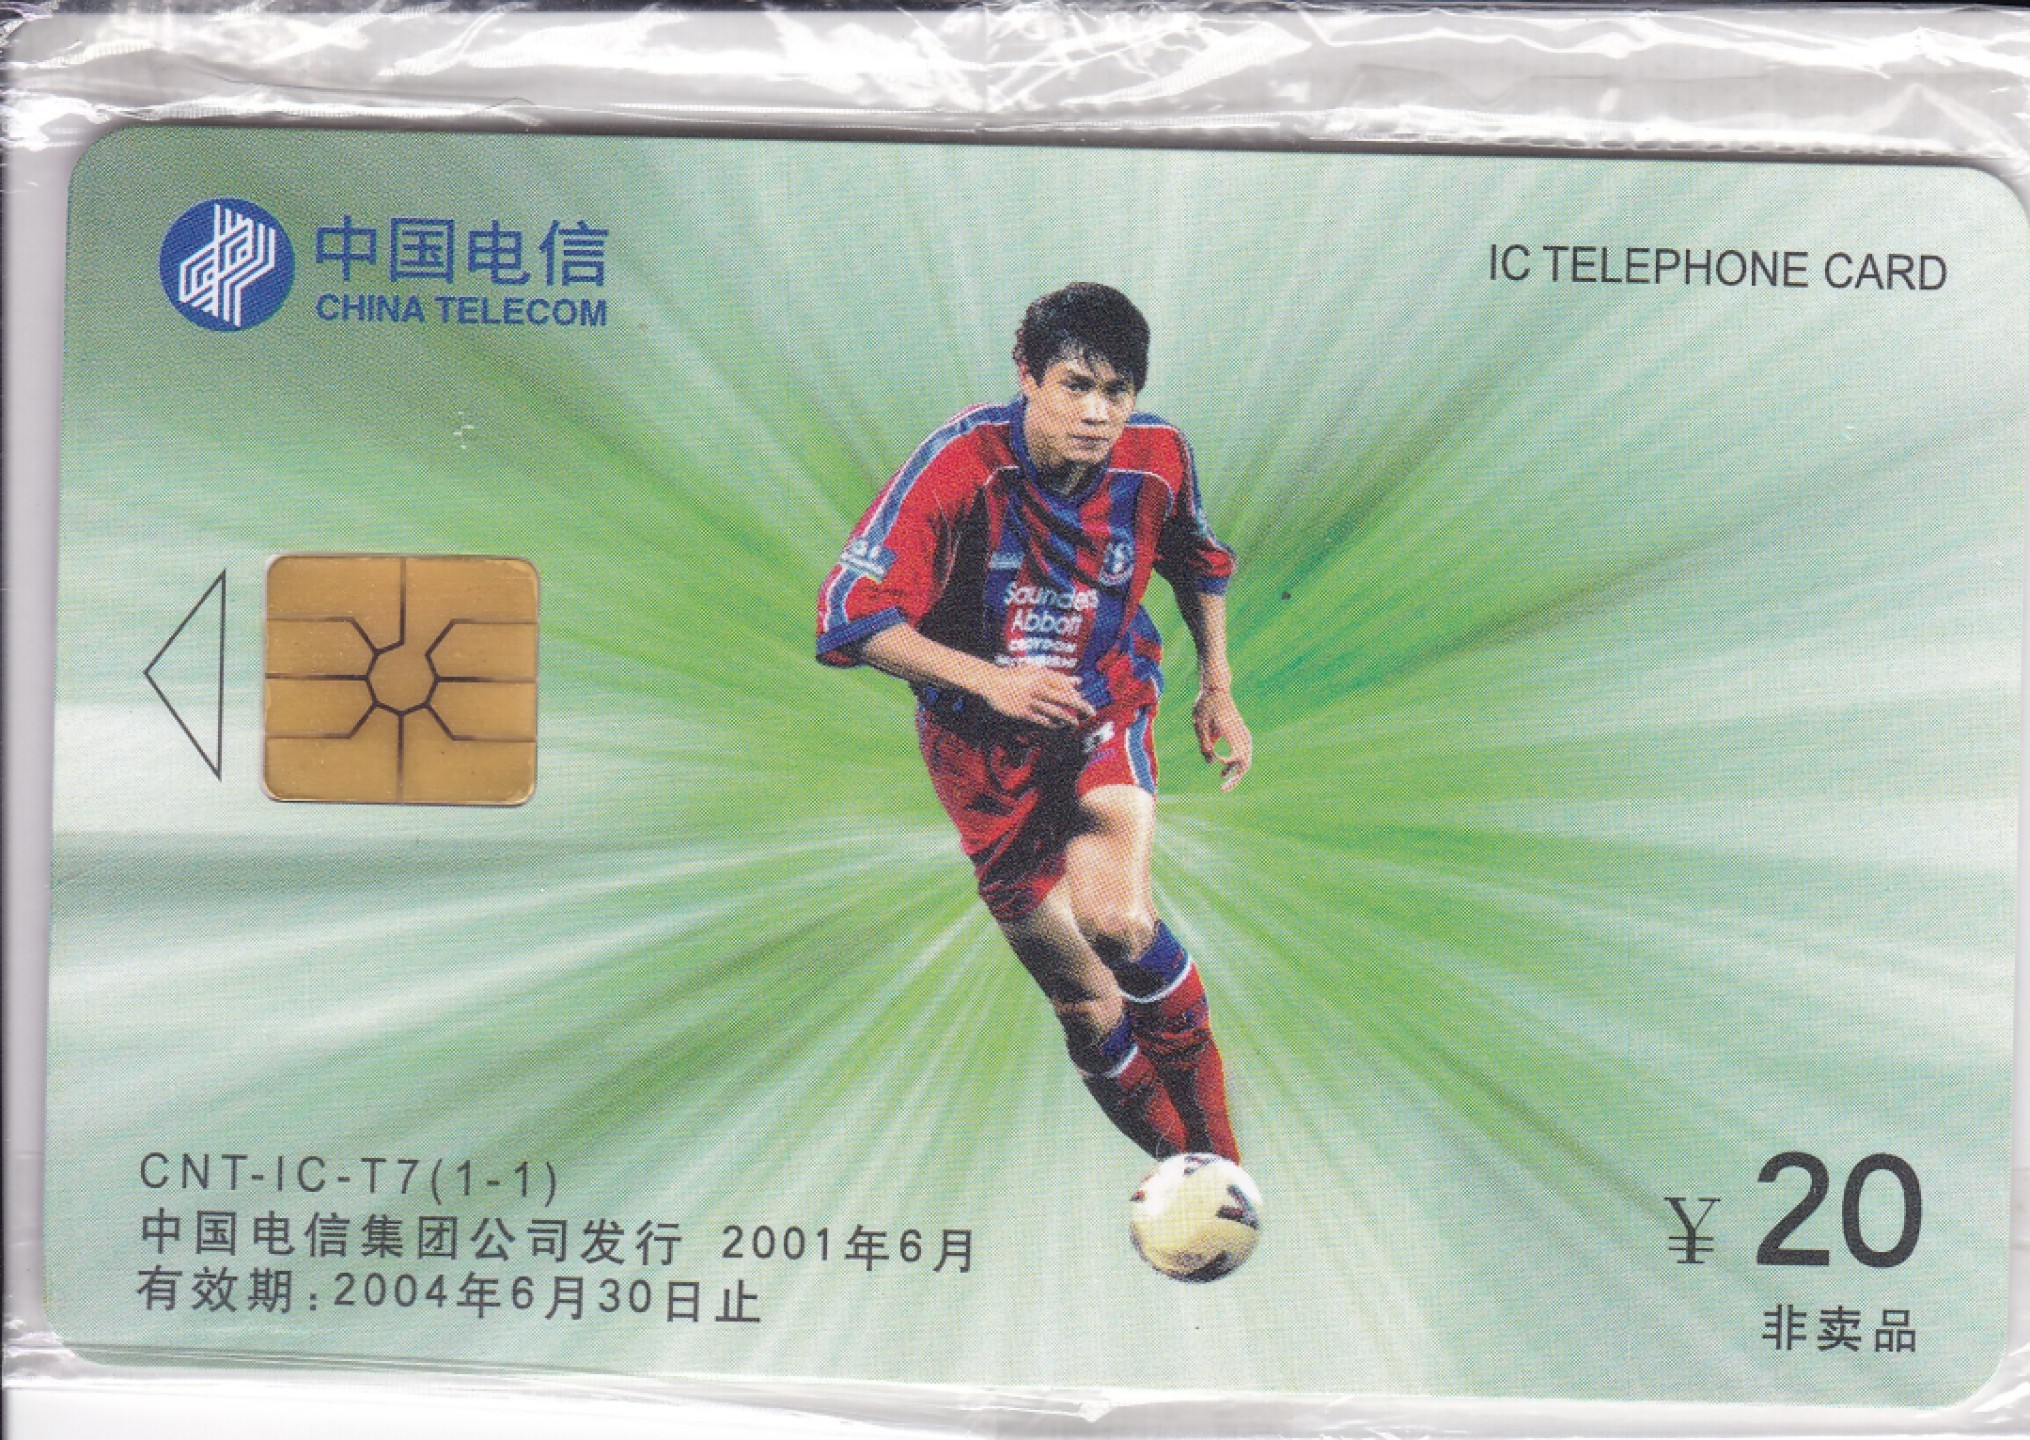 中国电信
CHINA TELECOM
IC TELEPHONE CARD
Saunders
Abbott
CNT-IC-T7(1-1)
中国电信集团公司发行 2001年6月
有效期:2004年6月30日止
¥ 20
非卖品